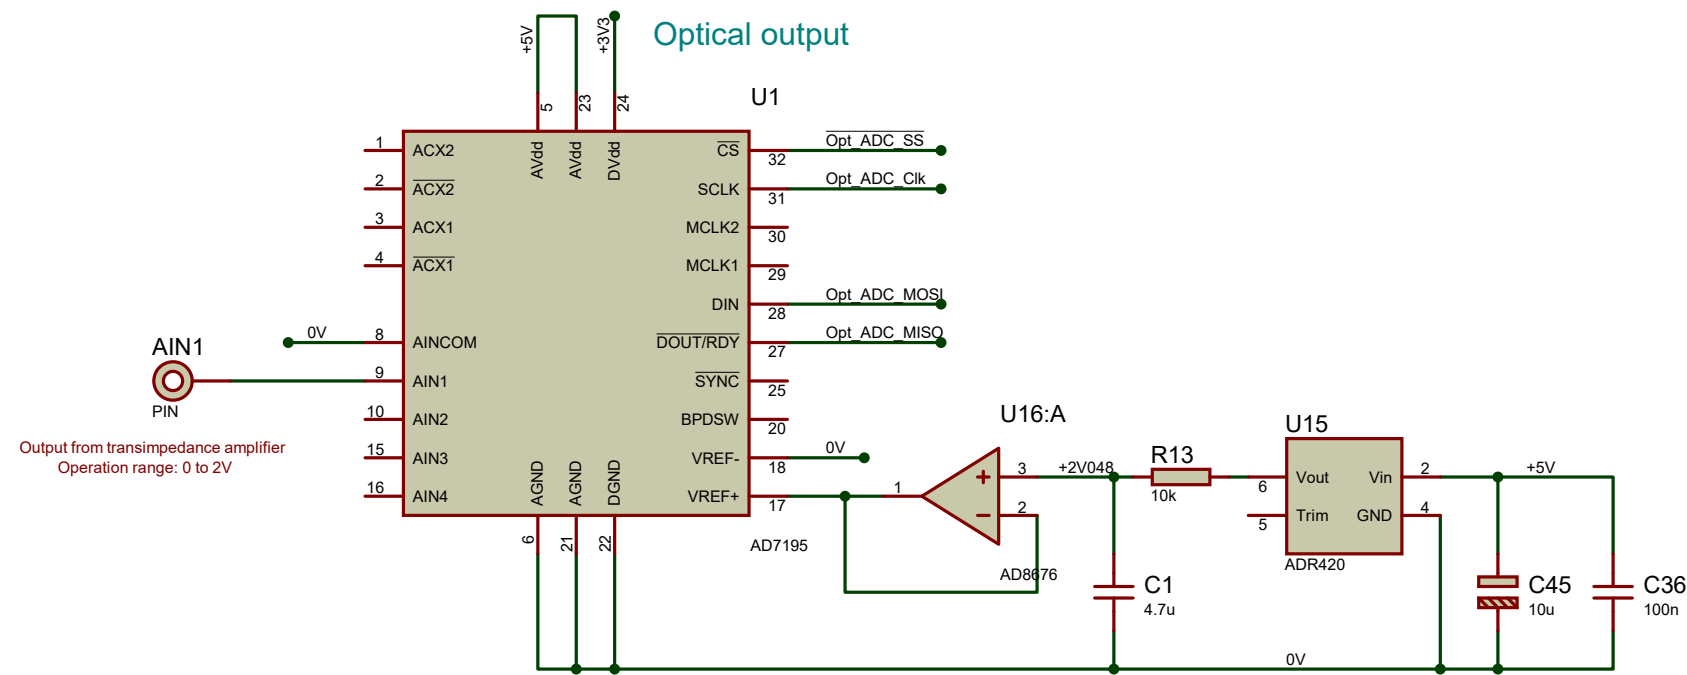 Optical output
+5V
+3V3
5
23
24
U1
1
ACX2
2
ACX2
3
ACX1
4
ACX1
AVdd
AVdd
DVdd
CS
32
Opt_ADC_SS
SCLK
31
Opt_ADC_Clk
MCLK2
30
MCLK1
29
DIN
28
Opt_ADC_MOSI
DOUT/RDY
27
Opt_ADC_MISO
SYNC
25
BPDSW
20
VREF-
18
0V
VREF+
17
0V
8
AINCOM
AIN1
PIN
9
AIN1
10
AIN2
15
AIN3
16
AIN4
Output from transimpedance amplifier
Operation range: 0 to 2V
AGND
AGND
DGND
6
21
22
AD7195
U16:A
1
3
2
+2V048
AD8676
R13
10k
C1
4.7u
U15
6
Vout
Vin
2
+5V
5
Trim
GND
4
ADR420
C45
10u
C36
100n
0V